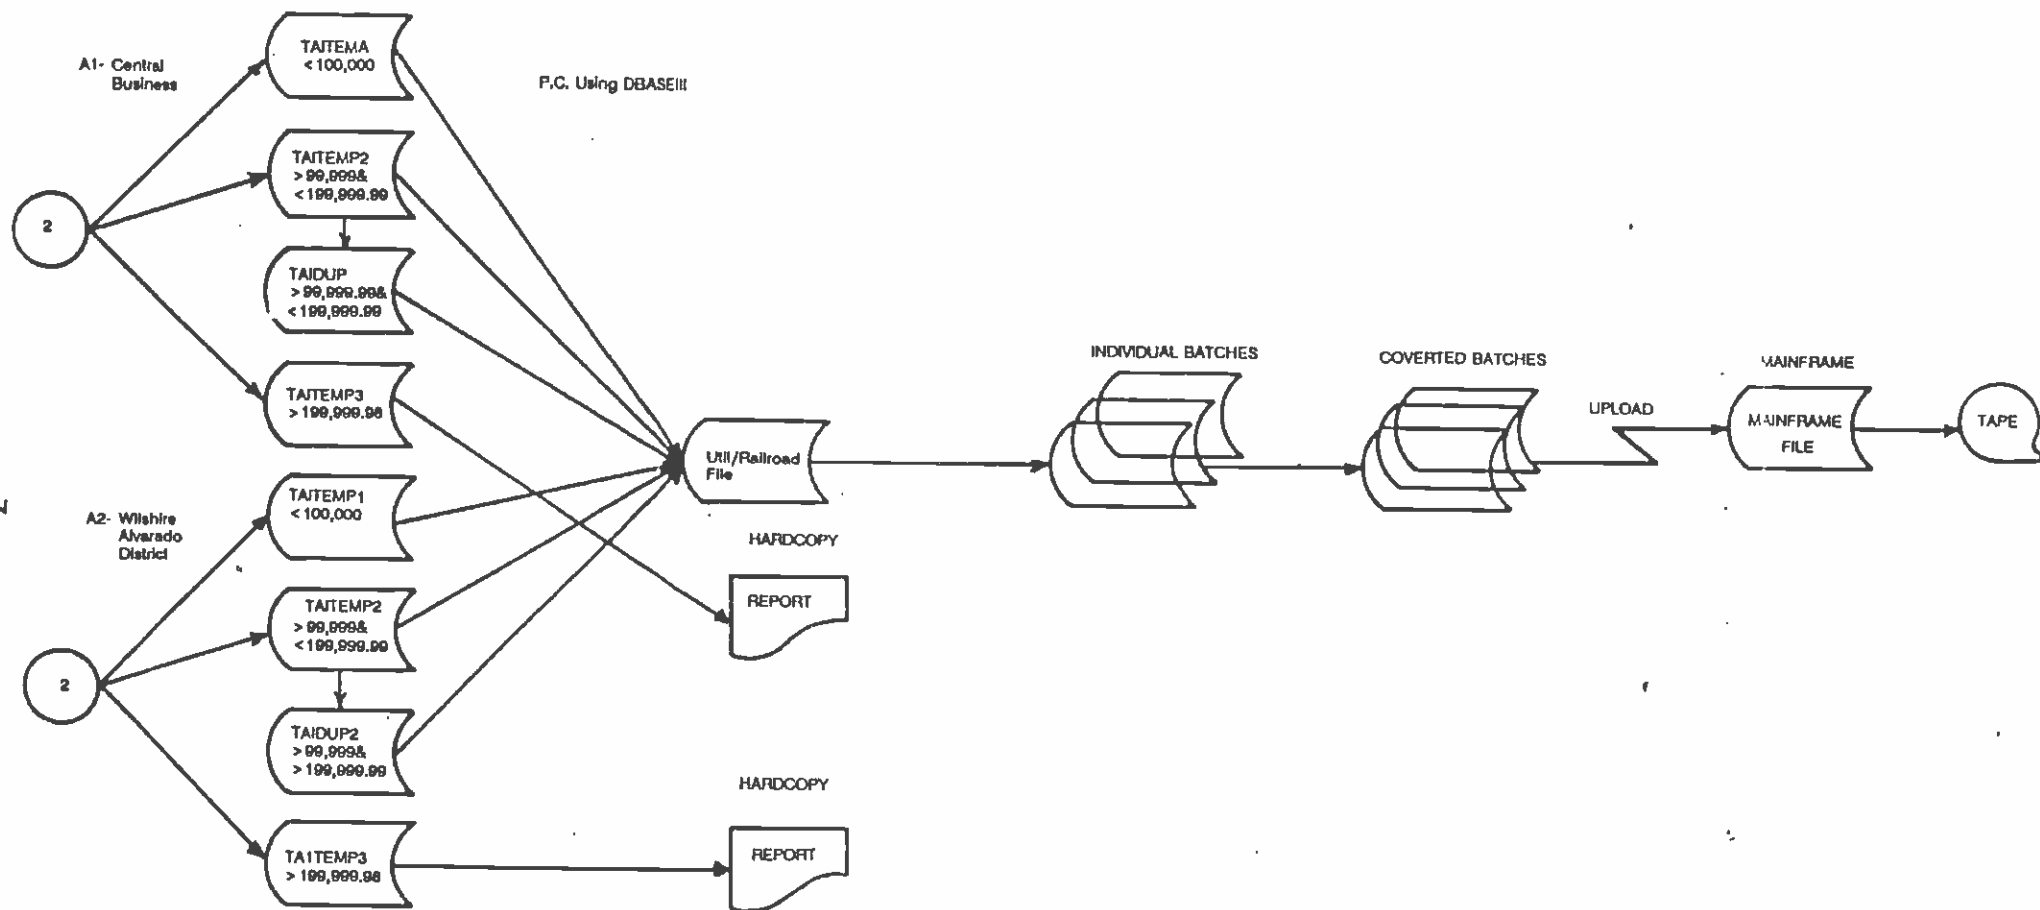 A1- Central
Business
TAITEMA
< 100,000
P.C. Using DBASEIII
TAITEMP2
> 99,999&
< 199,999.99
2
TAIDUP
> 99,999.99&
< 199,999.99
TAITEMP3
> 199,999.98
INDIVIDUAL BATCHES
COVERTED BATCHES
MAINFRAME
UPLOAD
MAINFRAME
FILE
TAPE
Util/Railroad
File
A2- Wilshire
Alvarado
District
TAITEMP1
< 100,000
HARDCOPY
REPORT
TAITEMP2
> 99,999&
< 199,999.99
2
TAIDUP2
> 99,999&
> 199,999.99
HARDCOPY
TA1TEMP3
> 199,999.98
REPORT